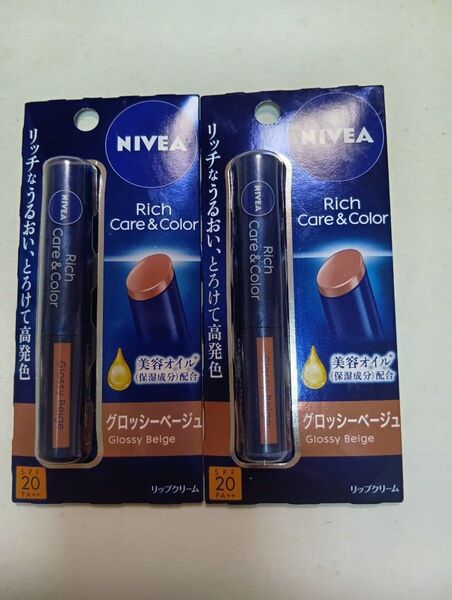 NIVEA
Rich
Care & Color
リッチなうるおい、とろけて高発色
NIVEA
Rich
Care & Color
Glossy Beige
美容オイル*
(保湿成分)配合
グロッシーベージュ
Glossy Beige
SPF
20
PA++
リップクリーム
NIVEA
Rich
Care & Color
リッチなうるおい、とろけて高発色
NIVEA
Rich
Care & Color
Glossy Beige
美容オイル*
(保湿成分)配合
グロッシーベージュ
Glossy Beige
SPF
20
PA++
リップクリーム